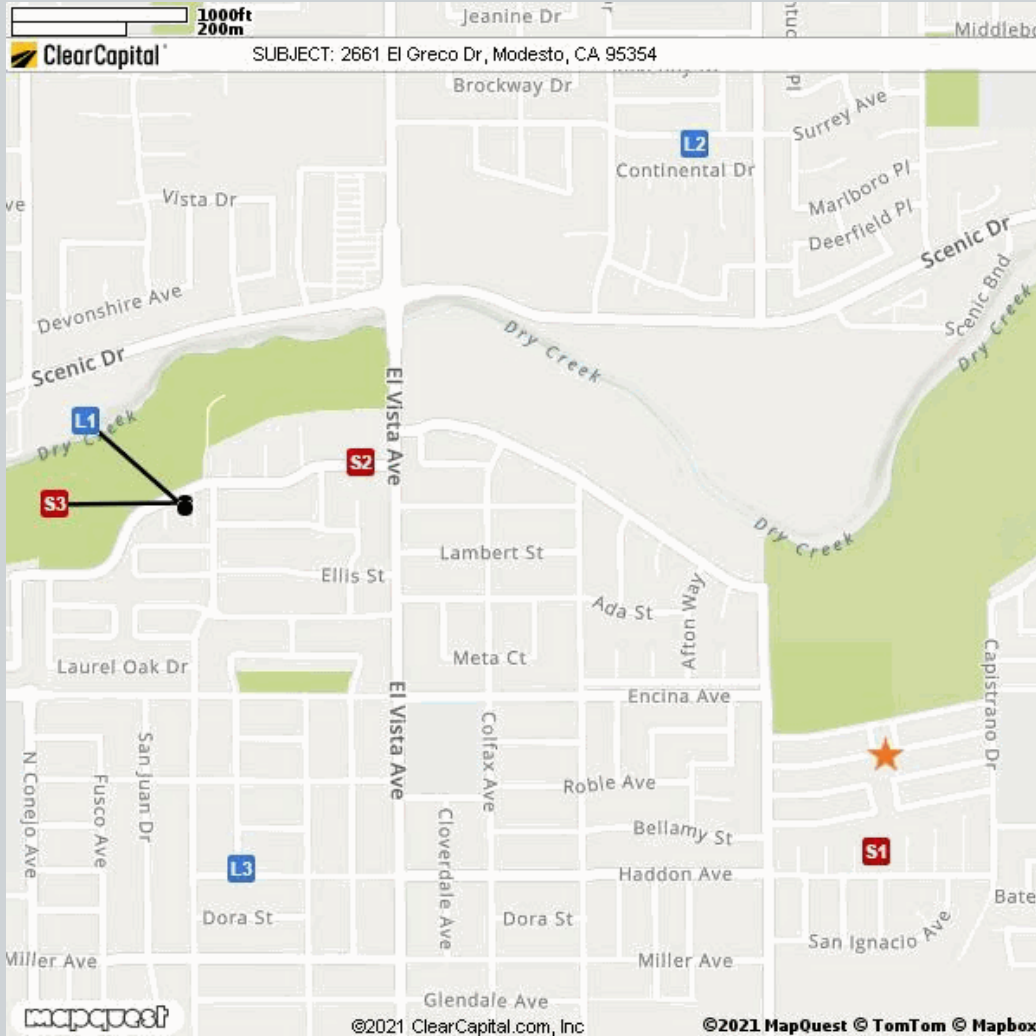 1000ft
200m
Jeanine Dr
ClearCapital
SUBJECT: 2661 El Greco Dr, Modesto, CA 95354
Brockway Dr
Pl
Surrey Ave
L2
Continental Dr
Marlboro Pl
Vista Dr
ve
Deerfield Pl
Scenic Dr
Scenic Bnd
Devonshire Ave
Dry Creek
Dry Creek
Scenic Dr
El Vista Ave
L1
Dry Creek
S2
S3
Dry Creek
Lambert St
Ellis St
Ada St
Afton Way
Laurel Oak Dr
Meta Ct
Capistrano Dr
Encina Ave
El Vista Ave
Colfax Ave
San Juan Dr
N Conejo Ave
Fusco Ave
Roble Ave
Cloverdale Ave
Bellamy St
S1
L3
Haddon Ave
Bate
Dora St
Dora St
San Ignacio Ave
Miller Ave
Miller Ave
Glendale Ave
mapquest
©2021 ClearCapital.com, Inc
©2021 MapQuest © TomTom © Mapbox